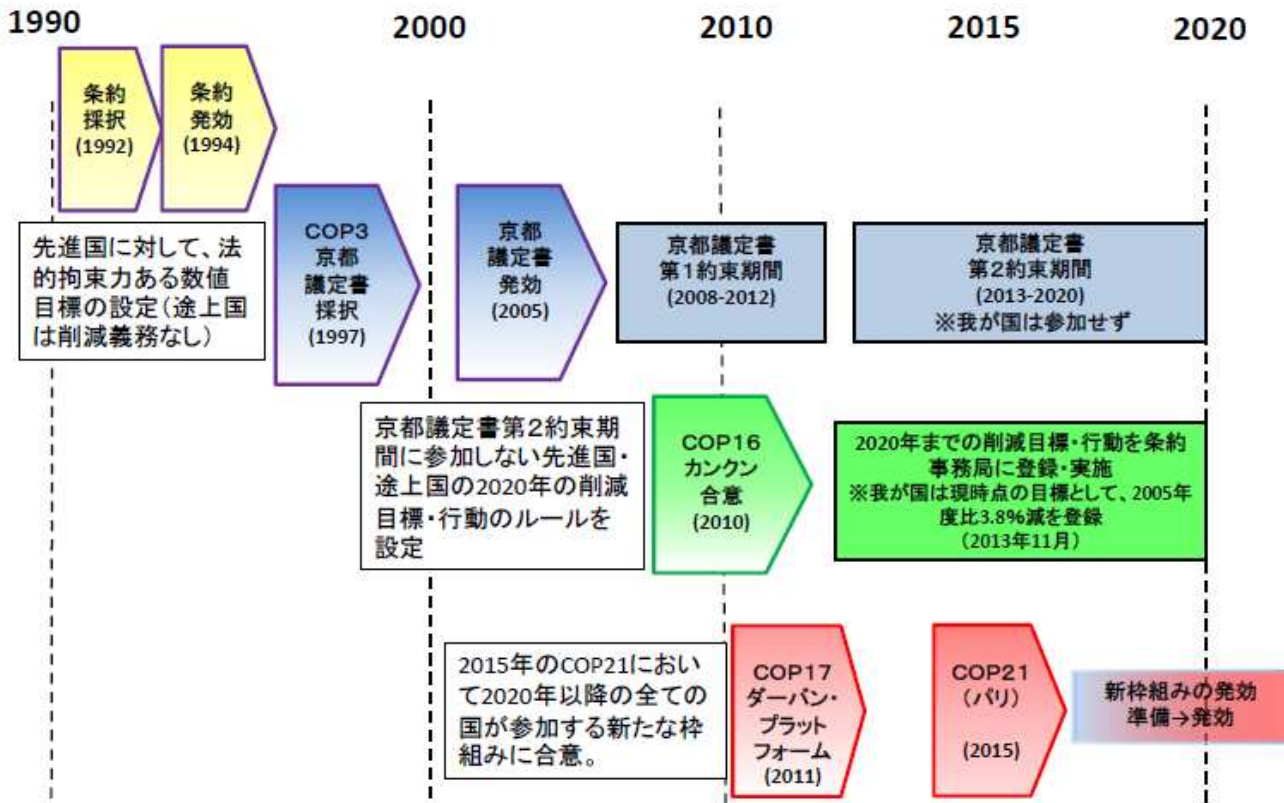 1990
2000
2010
2015
2020
条約
採択
(1992)
条約
発効
(1994)
先進国に対して、法
的拘束力ある数値
目標の設定(途上国
は削減義務なし)
COP3
京都
議定書
採択
(1997)
京都
議定書
発効
(2005)
京都議定書
第1約束期間
(2008-2012)
京都議定書
第2約束期間
(2013-2020)
※我が国は参加せず
京都議定書第2約束期
間に参加しない先進国・
途上国の2020年の削減
目標・行動のルールを
設定
COP16
カンクン
合意
(2010)
2020年までの削減目標・行動を条約
事務局に登録・実施
※我が国は現時点の目標として、2005年
度比3.8%減を登録
(2013年11月)
2015年のCOP21におい
て2020年以降の全ての
国が参加する新たな枠
組みに合意。
COP17
ダーバン・
プラット
フォーム
(2011)
COP21
(パリ)
(2015)
新枠組みの発効
準備→発効